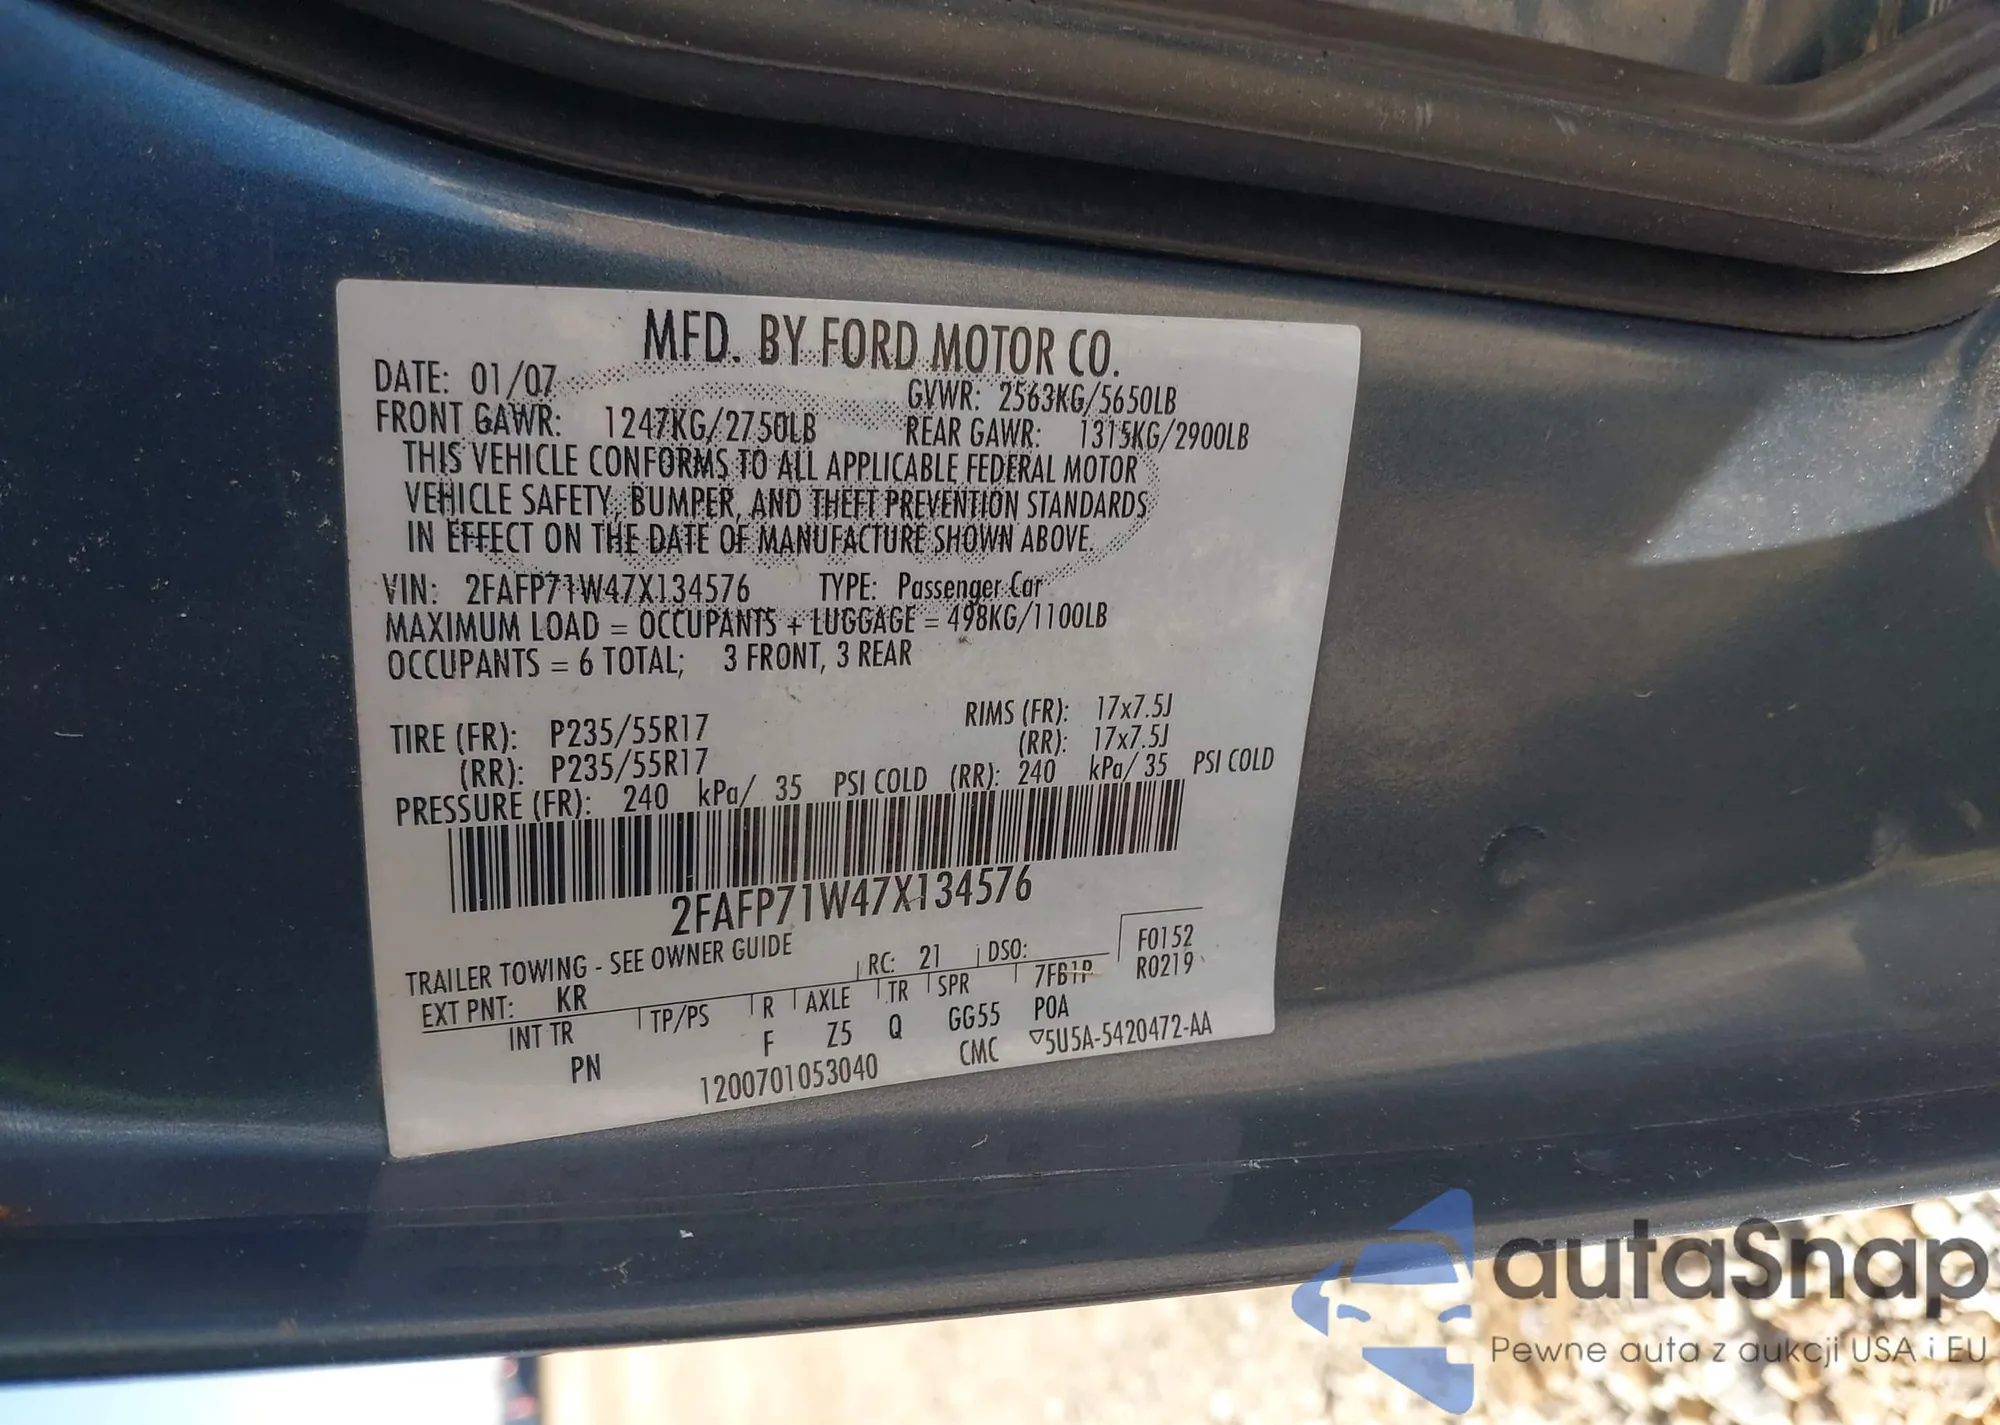 MFD. BY FORD MOTOR CO.
DATE: 01/07 GVWR: 2563KG/5650LB
FRONT GAWR: 1247KG/2750LB REAR GAWR: 1315KG/2900LB
THIS VEHICLE CONFORMS TO ALL APPLICABLE FEDERAL MOTOR
VEHICLE SAFETY, BUMPER, AND THEFT PREVENTION STANDARDS
IN EFFECT ON THE DATE OF MANUFACTURE SHOWN ABOVE.
VIN: 2FAFP71W47X134576 TYPE: Passenger Car
MAXIMUM LOAD = OCCUPANTS + LUGGAGE = 498KG/1100LB
OCCUPANTS = 6 TOTAL; 3 FRONT, 3 REAR
TIRE (FR): P235/55R17 RIMS (FR): 17x7.5J
(RR): P235/55R17 (RR): 17x7.5J
PRESSURE (FR): 240 kPa/ 35 PSI COLD (RR): 240 kPa/ 35 PSI COLD
2FAFP71W47X134576
TRAILER TOWING - SEE OWNER GUIDE
EXT PNT: KR RC: 21 DSO: F0152
INT TR TP/PS R AXLE TR SPR 7FB1P R0219
PN F Z5 Q GG55 POA
1200701053040 CMC ▽5U5A-5420472-AA
autaSnap
Pewne auta z aukcji USA i EU